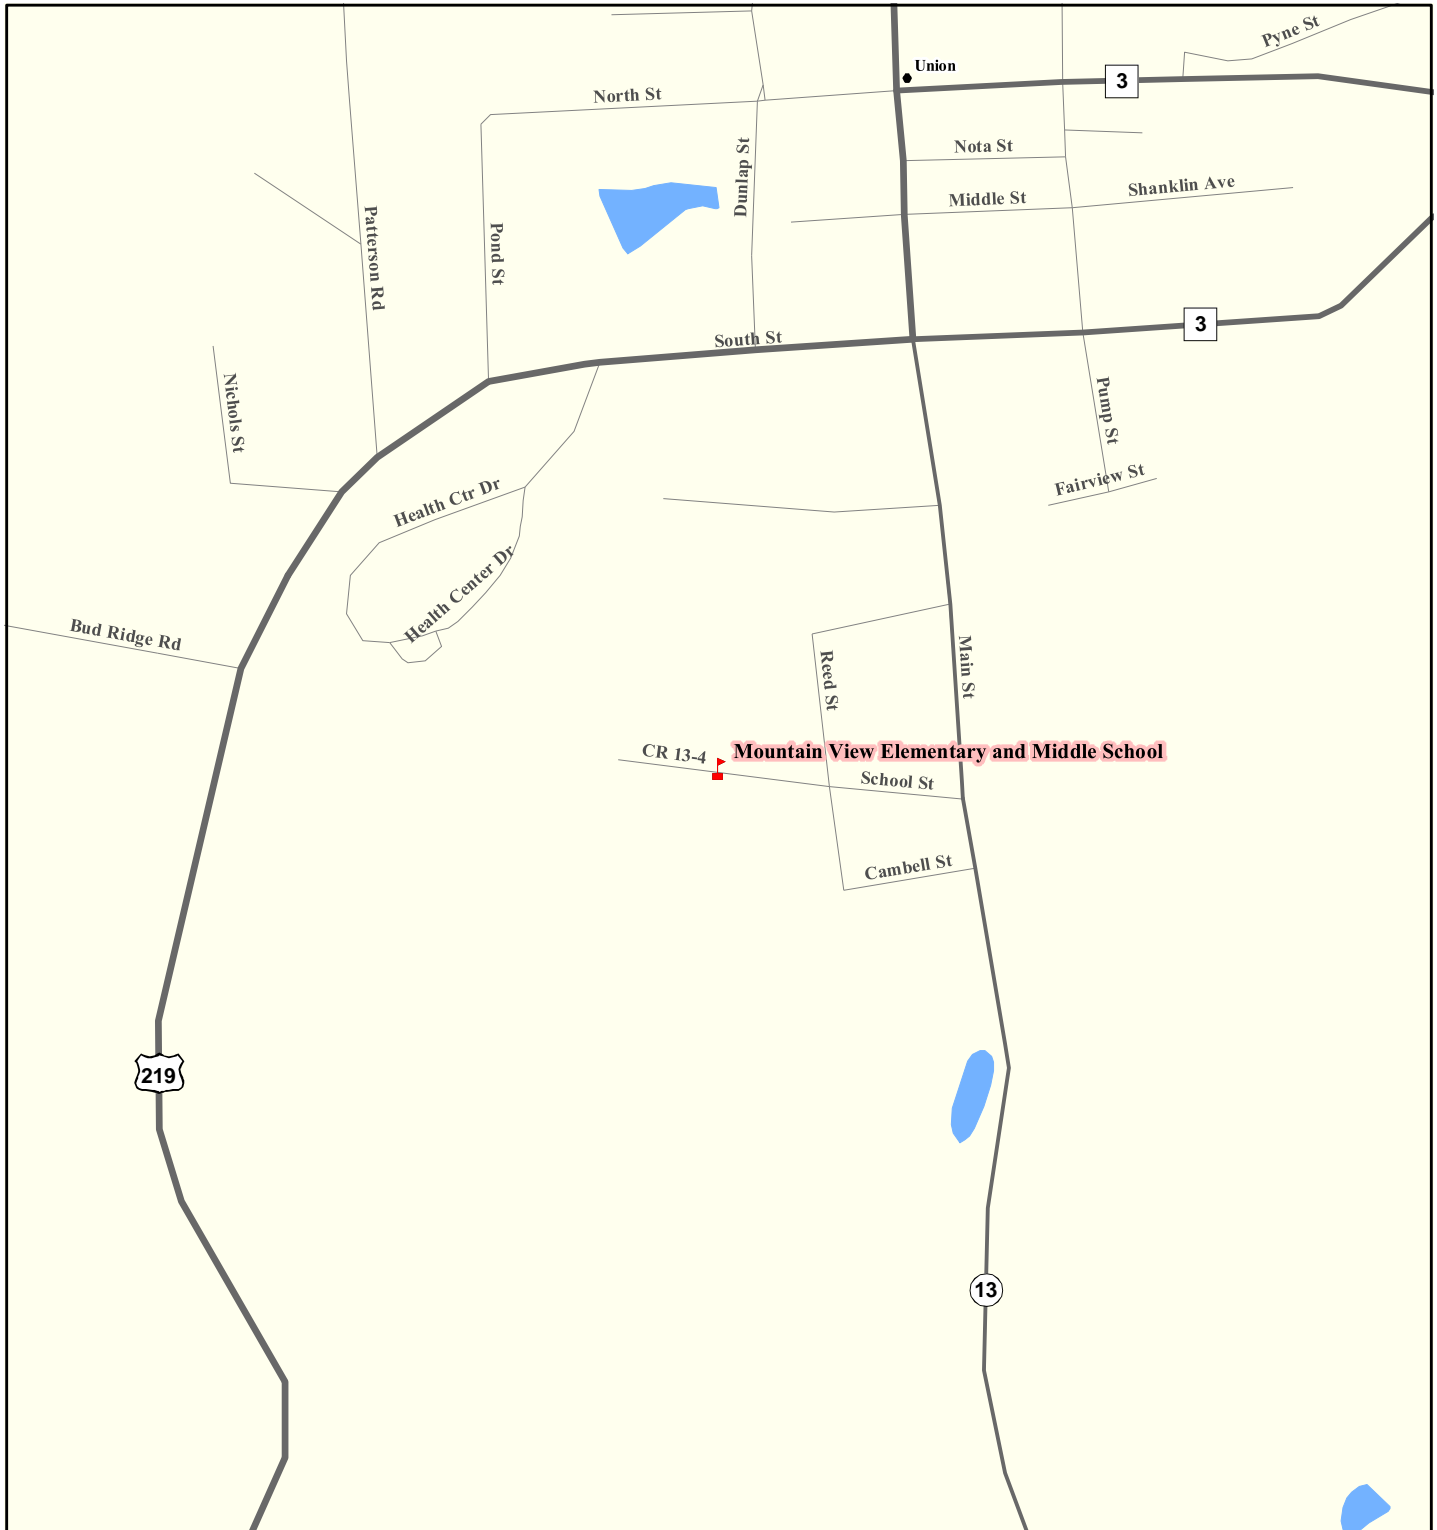 Pyne St
Union
3
North St
Nota St
Dunlap St
Shanklin Ave
Middle St
Patterson Rd
Pond St
3
South St
Nichols St
Pump St
Fairview St
Health Ctr Dr
Health Center Dr
Bud Ridge Rd
Reed St
Main St
CR 13-4
Mountain View Elementary and Middle School
School St
Cambell St
219
13